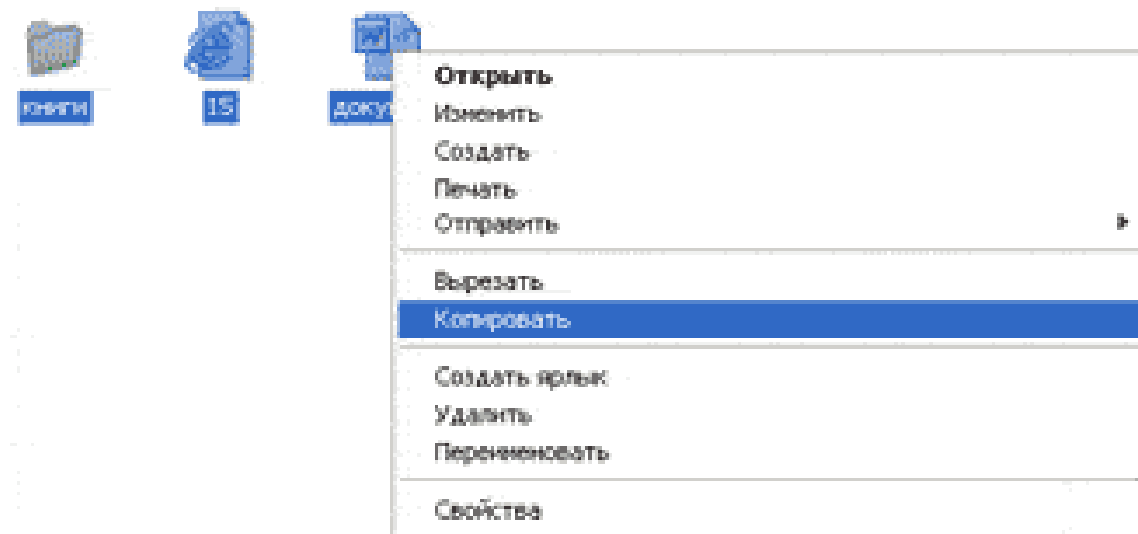 книги
15
доку
Открыть
Изменить
Создать
Печать
Отправить
Вырезать
Копировать
Создать ярлык
Удалить
Переименовать
Свойства